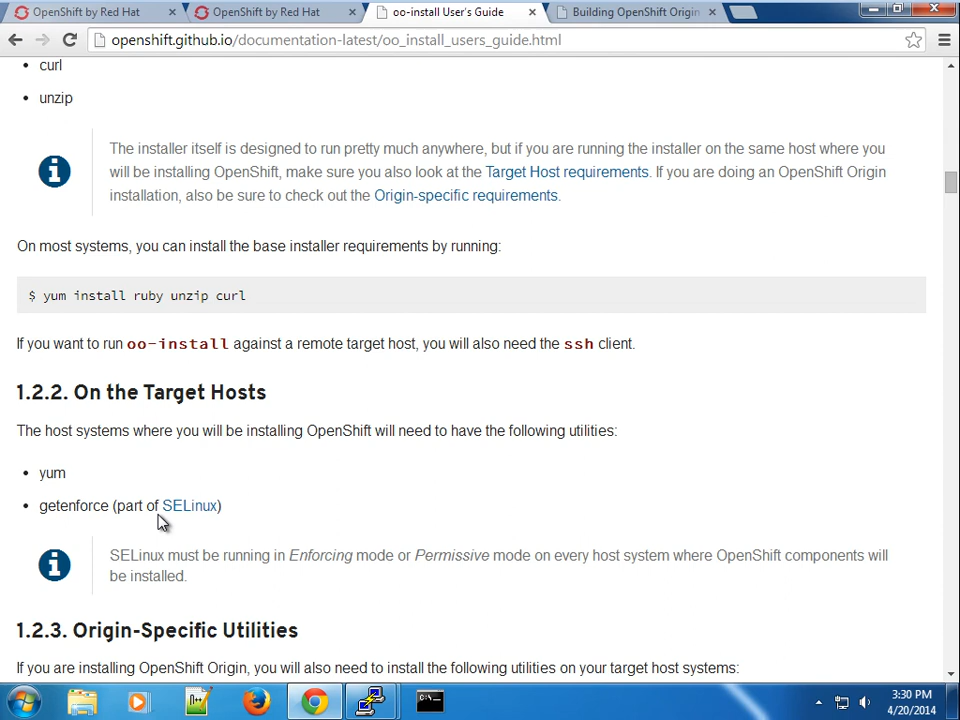 OpenShift by Red Hat
OpenShift by Red Hat
oo-install User's Guide
Building OpenShift Origin
openshift.github.io/documentation-latest/oo_install_users_guide.html
• curl
• unzip
The installer itself is designed to run pretty much anywhere, but if you are running the installer on the same host where you
will be installing OpenShift, make sure you also look at the Target Host requirements. If you are doing an OpenShift Origin
installation, also be sure to check out the Origin-specific requirements.
On most systems, you can install the base installer requirements by running:
$ yum install ruby unzip curl
If you want to run oo-install against a remote target host, you will also need the ssh client.
1.2.2. On the Target Hosts
The host systems where you will be installing OpenShift will need to have the following utilities:
• yum
• getenforce (part of SELinux)
SELinux must be running in Enforcing mode or Permissive mode on every host system where OpenShift components will
be installed.
1.2.3. Origin-Specific Utilities
If you are installing OpenShift Origin, you will also need to install the following utilities on your target host systems:
3:30 PM
4/20/2014